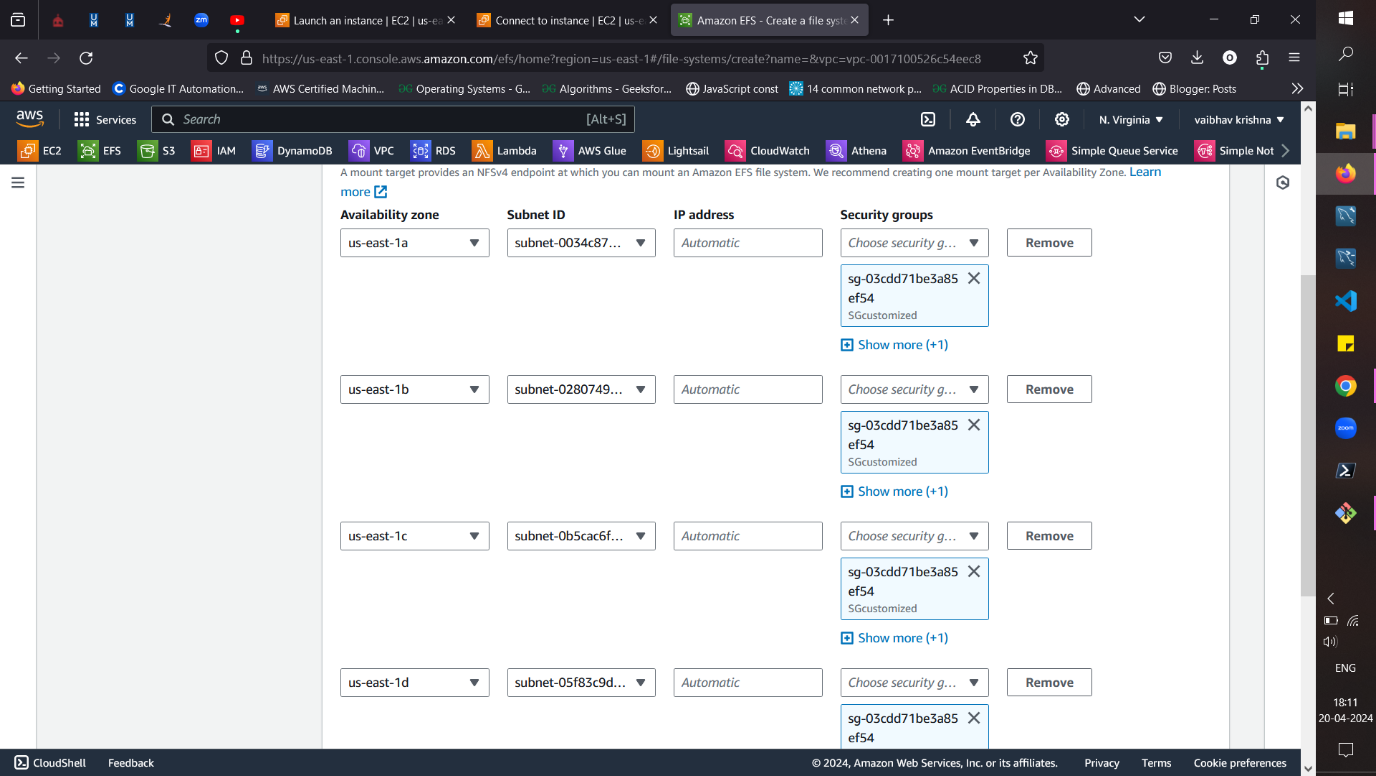 zm
Launch an instance | EC2 | us-ea
Connect to instance | EC2 | us-e
Amazon EFS - Create a file syste
https://us-east-1.console.aws.amazon.com/efs/home?region=us-east-1#/file-systems/create?name=&vpc=vpc-0017100526c54eec8
Getting Started
Google IT Automation...
AWS Certified Machin...
Operating Systems - G...
Algorithms - Geeksfor...
JavaScript const
14 common network p...
ACID Properties in DB...
Advanced
Blogger: Posts
aws
Services
Search
[Alt+S]
N. Virginia
vaibhav krishna
EC2
EFS
S3
IAM
DynamoDB
VPC
RDS
Lambda
AWS Glue
Lightsail
CloudWatch
Athena
Amazon EventBridge
Simple Queue Service
Simple Not
A mount target provides an NFSv4 endpoint at which you can mount an Amazon EFS file system. We recommend creating one mount target per Availability Zone. Learn
more
Availability zone
Subnet ID
IP address
Security groups
us-east-1a
subnet-0034c87...
Automatic
Choose security g...
Remove
sg-03cdd71be3a85
ef54
SGcustomized
Show more (+1)
us-east-1b
subnet-0280749...
Automatic
Choose security g...
Remove
sg-03cdd71be3a85
ef54
SGcustomized
Show more (+1)
us-east-1c
subnet-0b5cac6f...
Automatic
Choose security g...
Remove
sg-03cdd71be3a85
ef54
SGcustomized
Show more (+1)
us-east-1d
subnet-05f83c9d...
Automatic
Choose security g...
Remove
sg-03cdd71be3a85
ef54
CloudShell
Feedback
© 2024, Amazon Web Services, Inc. or its affiliates.
Privacy
Terms
Cookie preferences
zoom
ENG
18:11
20-04-2024